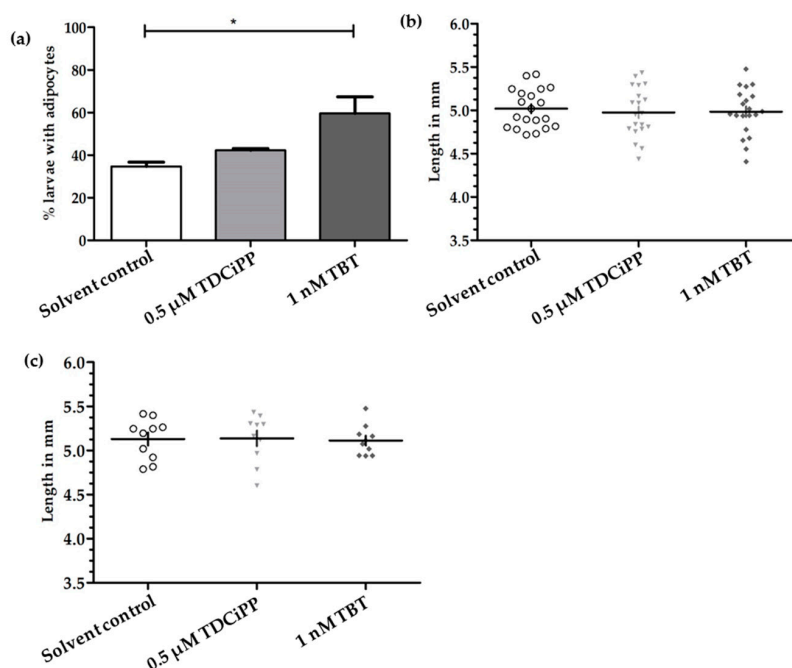 (a)
% larvae with adipocytes
100
80
60
40
20
0
*
Solvent control
0.5 µM TDCiPP
1 nM TBT
(b)
Length in mm
6.0
5.5
5.0
4.5
4.0
3.5
Solvent control
0.5 µM TDCiPP
1 nM TBT
(c)
Length in mm
6.0
5.5
5.0
4.5
4.0
3.5
Solvent control
0.5 µM TDCiPP
1 nM TBT